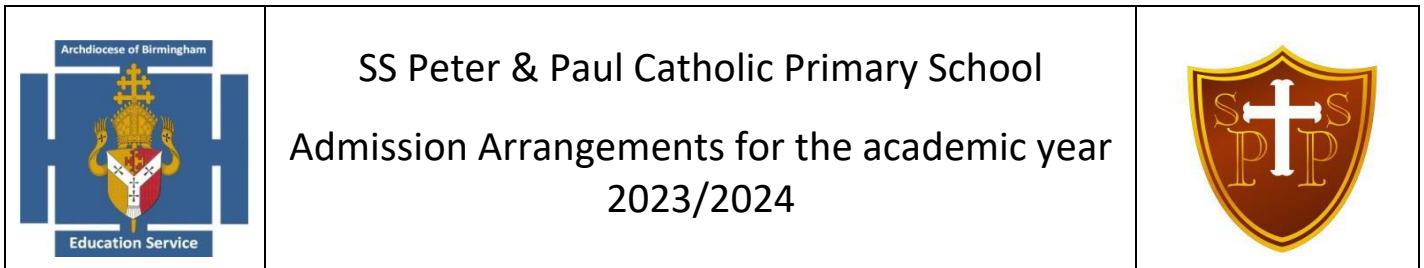 Archdiocese of Birmingham
Education Service
SS Peter & Paul Catholic Primary School
Admission Arrangements for the academic year
2023/2024
S S
P P